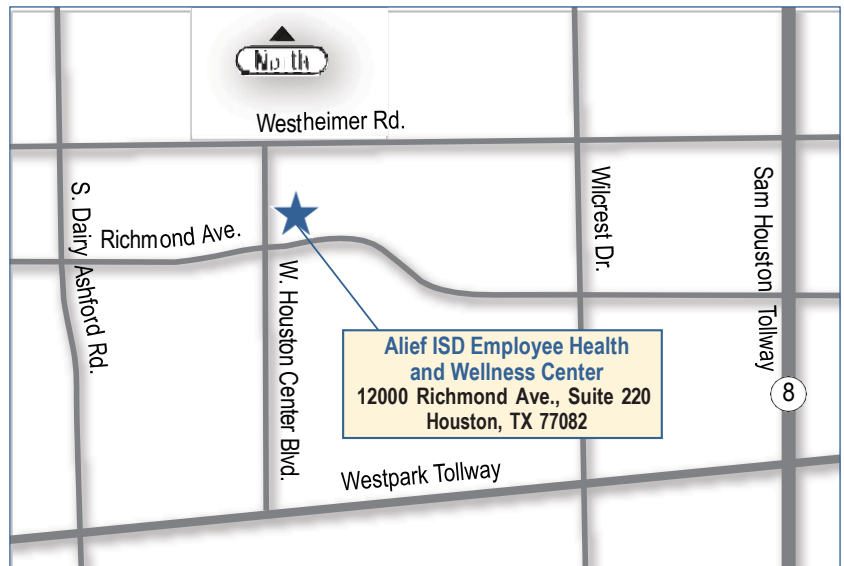 North
Westheimer Rd.
S. Dairy Ashford Rd.
Richmond Ave.
W. Houston Center Blvd.
Wilcrest Dr.
Sam Houston Tollway
Alief ISD Employee Health
and Wellness Center
12000 Richmond Ave., Suite 220
Houston, TX 77082
8
Westpark Tollway